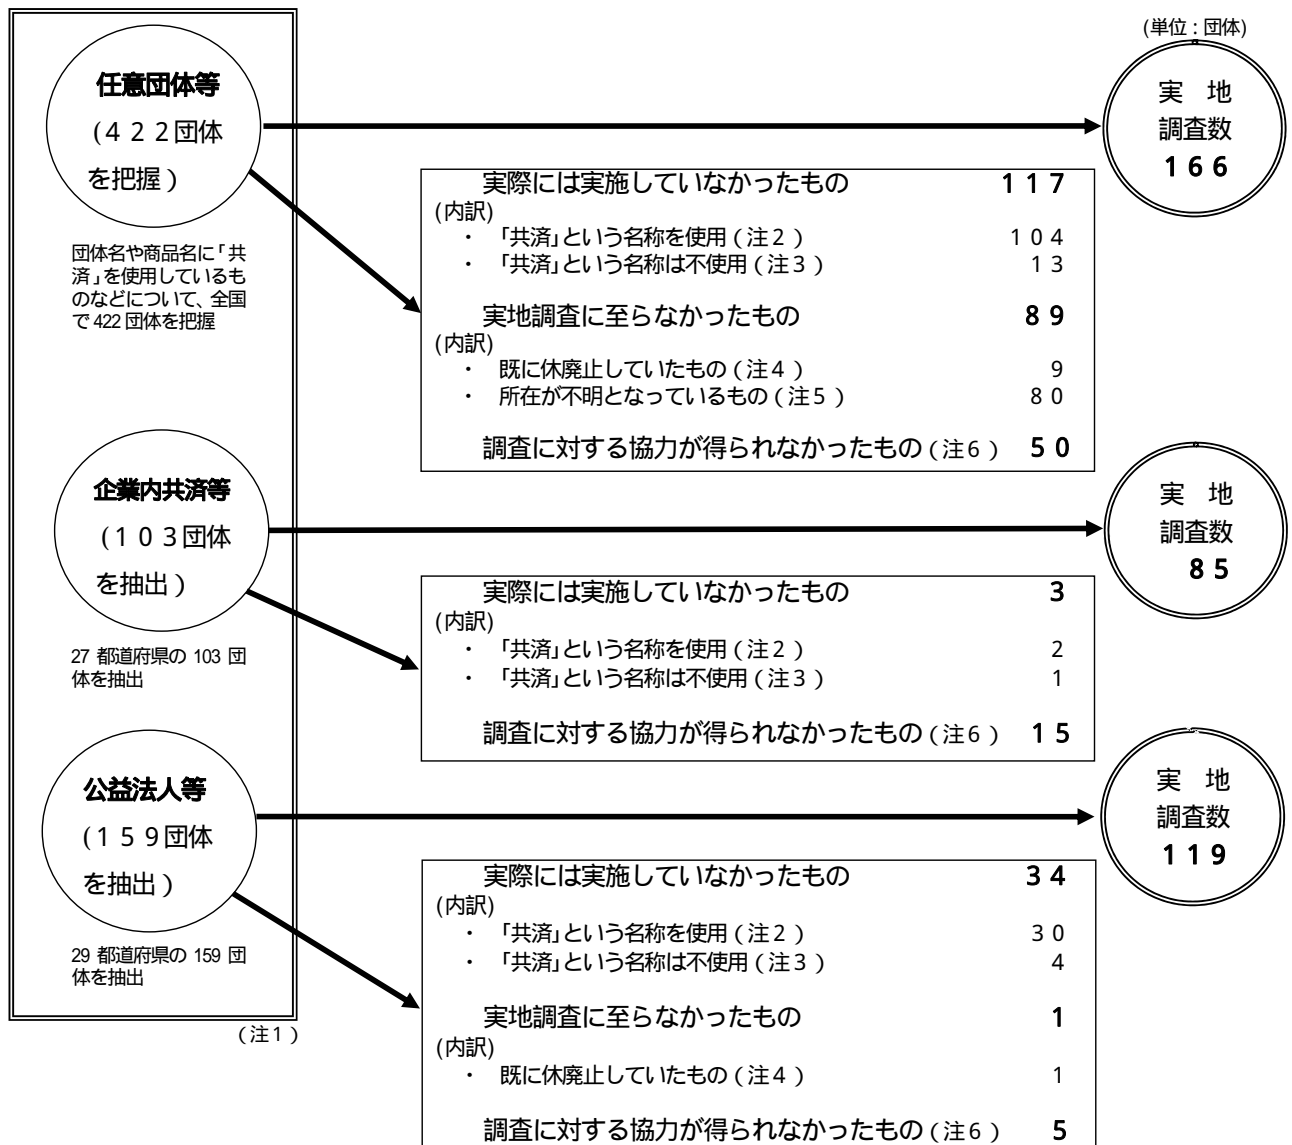 (単位：団体)
任意団体等
(４２２団体
を把握)
団体名や商品名に「共
済」を使用しているも
のなどについて、全国
で422団体を把握
実　地
調査数
１６６
実際には実施していなかったもの　１１７
(内訳)
・　「共済」という名称を使用(注２)　１０４
・　「共済」という名称は不使用(注３)　１３
実地調査に至らなかったもの　８９
(内訳)
・　既に休廃止していたもの(注４)　９
・　所在が不明となっているもの(注５)　８０
調査に対する協力が得られなかったもの(注６)　５０
企業内共済等
(１０３団体
を抽出)
27 都道府県の 103 団
体を抽出
実　地
調査数
８５
実際には実施していなかったもの　３
(内訳)
・　「共済」という名称を使用(注２)　２
・　「共済」という名称は不使用(注３)　１
調査に対する協力が得られなかったもの(注６)　１５
公益法人等
(１５９団体
を抽出)
29 都道府県の 159 団
体を抽出
(注１)
実　地
調査数
１１９
実際には実施していなかったもの　３４
(内訳)
・　「共済」という名称を使用(注２)　３０
・　「共済」という名称は不使用(注３)　４
実地調査に至らなかったもの　１
(内訳)
・　既に休廃止していたもの(注４)　１
調査に対する協力が得られなかったもの(注６)　５